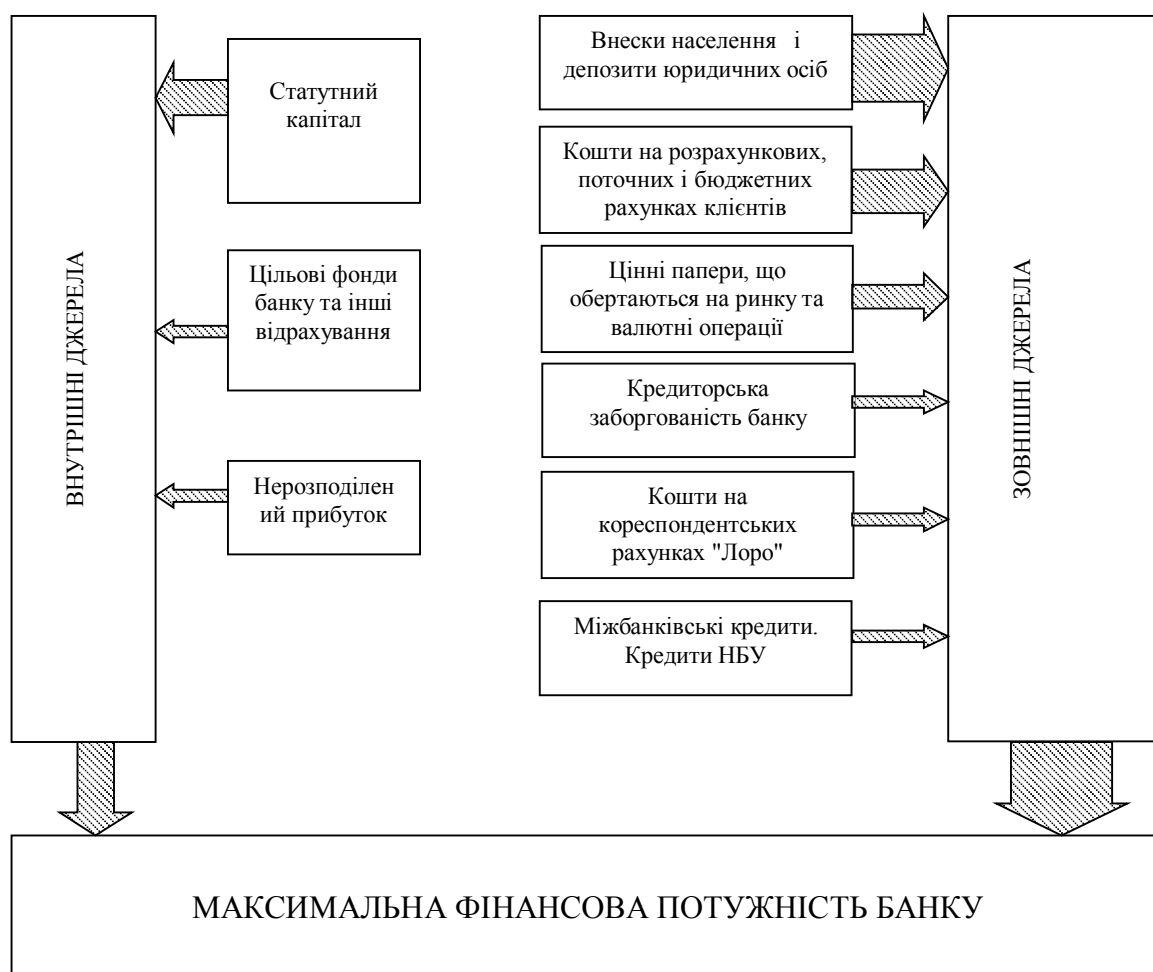 ВНУТРІШНІ ДЖЕРЕЛА
Статутний
капітал
Цільові фонди
банку та інші
відрахування
Нерозподілен
ий прибуток
Внески населення і
депозити юридичних осіб
Кошти на розрахункових,
поточних і бюджетних
рахунках клієнтів
Цінні папери, що
обертаються на ринку та
валютні операції
Кредиторська
заборгованість банку
Кошти на
кореспондентських
рахунках "Лоро"
Міжбанківські кредити.
Кредити НБУ
ЗОВНІШНІ ДЖЕРЕЛА
МАКСИМАЛЬНА ФІНАНСОВА ПОТУЖНІСТЬ БАНКУ